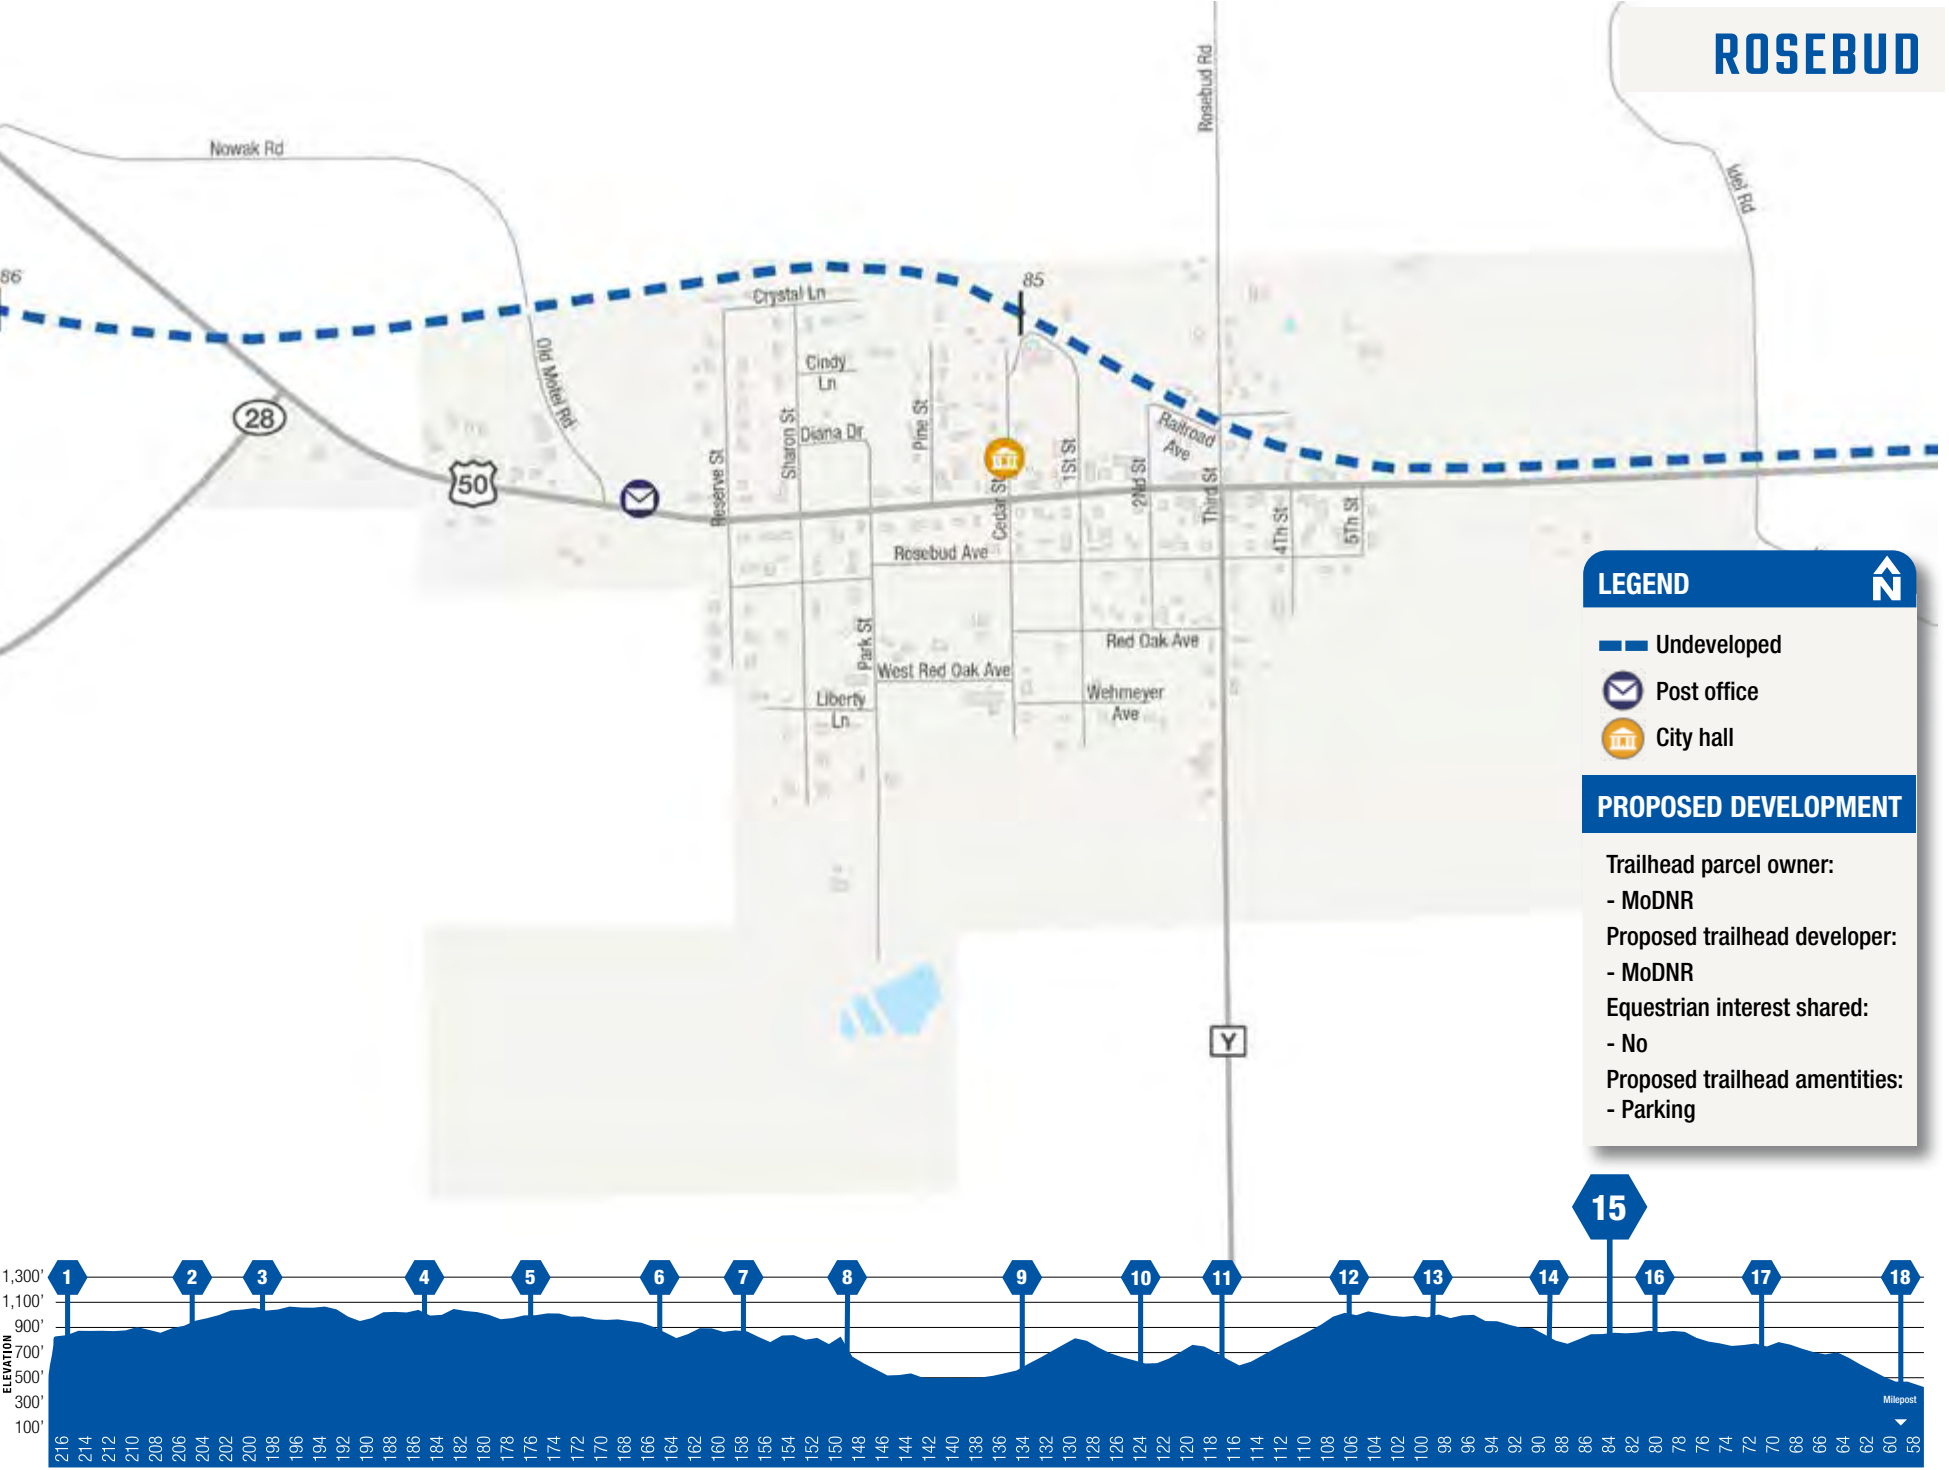 ROSEBUD
Rosebud Rd
Nowak Rd
Idel Rd
86
85
Crystal Ln
Old Motel Rd
Cindy
Ln
28
Pine St
Sharon St
Diana Dr
Railroad
Ave
50
Reserve St
1St St
2Nd St
Third St
Cedar St
4Th St
5Th St
Rosebud Ave
Park St
Red Oak Ave
West Red Oak Ave
Liberty
Ln
Wehmeyer
Ave
Y
LEGEND
N
Undeveloped
Post office
City hall
PROPOSED DEVELOPMENT
Trailhead parcel owner:
- MoDNR
Proposed trailhead developer:
- MoDNR
Equestrian interest shared:
- No
Proposed trailhead amentities:
- Parking
15
1 2 3 4 5 6 7 8 9 10 11 12 13 14 16 17 18
ELEVATION
1,300'
1,100'
900'
700'
500'
300'
100'
Milepost
216 214 212 210 208 206 204 202 200 198 196 194 192 190 188 186 184 182 180 178 176 174 172 170 168 166 164 162 160 158 156 154 152 150 148 146 144 142 140 138 136 134 132 130 128 126 124 122 120 118 116 114 112 110 108 106 104 102 100 98 96 94 92 90 88 86 84 82 80 78 76 74 72 70 68 66 64 62 60 58